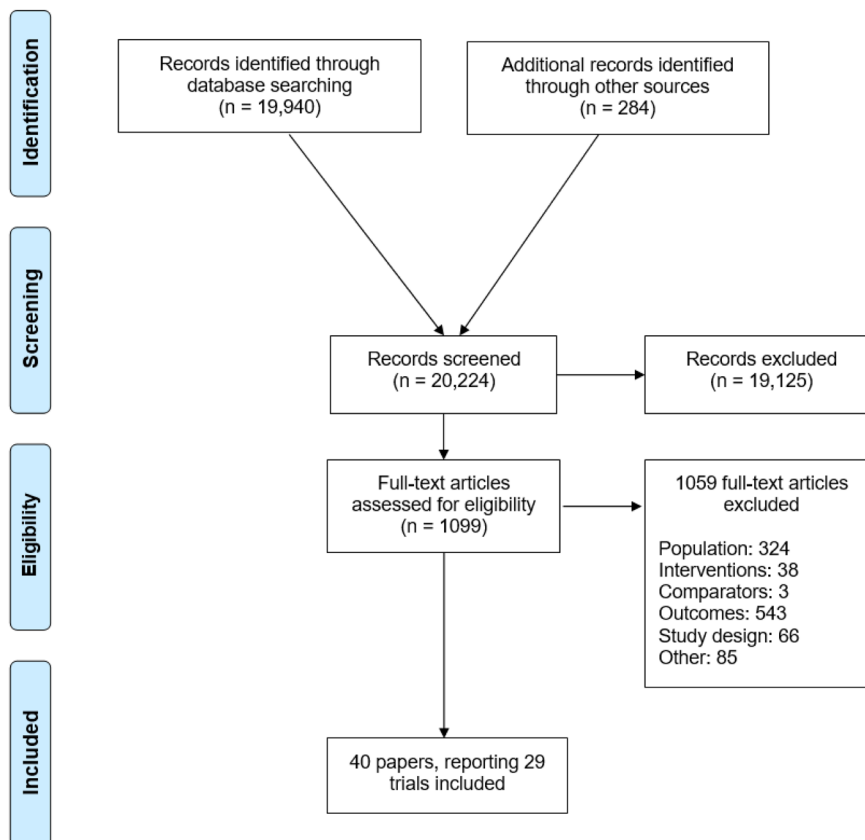 Identification
Records identified through
database searching
(n = 19,940)
Additional records identified
through other sources
(n = 284)
Screening
Records screened
(n = 20,224)
Records excluded
(n = 19,125)
Eligibility
Full-text articles
assessed for eligibility
(n = 1099)
1059 full-text articles
excluded
Population: 324
Interventions: 38
Comparators: 3
Outcomes: 543
Study design: 66
Other: 85
Included
40 papers, reporting 29
trials included